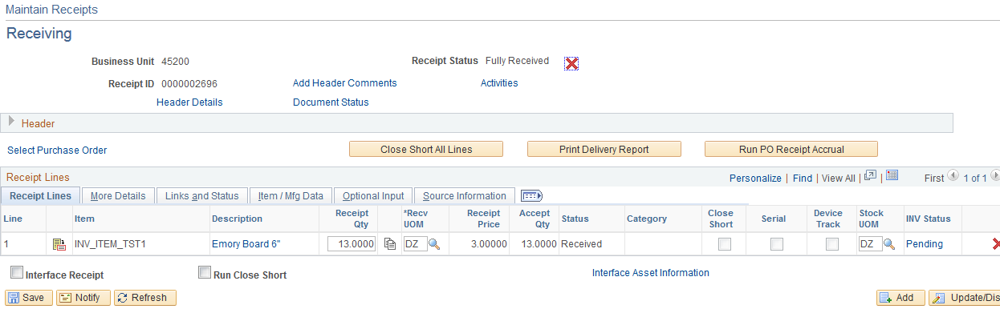 Maintain Receipts
Receiving
Business Unit 45200 Receipt Status Fully Received
Receipt ID 0000002696 Add Header Comments Activities
Header Details Document Status
Header
Select Purchase Order Close Short All Lines Print Delivery Report Run PO Receipt Accrual
Receipt Lines Personalize | Find | View All | | First 1 of 1
Receipt Lines More Details Links and Status Item / Mfg Data Optional Input Source Information
Line Item Description Receipt Qty *Recv UOM Receipt Price Accept Qty Status Category Close Short Serial Device Track Stock UOM INV Status
1 INV_ITEM_TST1 Emory Board 6" 13.0000 DZ 3.00000 13.0000 Received DZ Pending
Interface Receipt Run Close Short Interface Asset Information
Save Notify Refresh Add Update/Dis